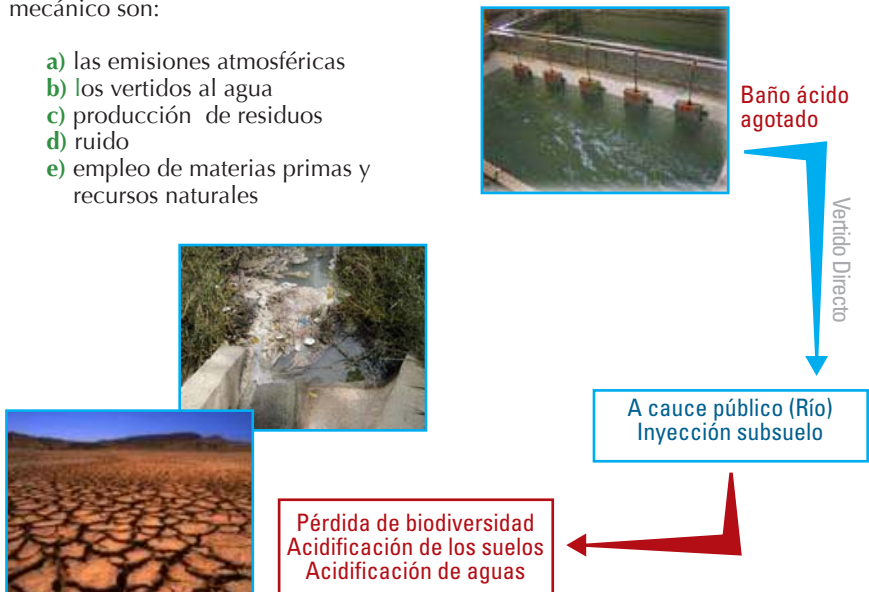 mecánico son:
a) las emisiones atmosféricas
b) los vertidos al agua
c) producción de residuos
d) ruido
e) empleo de materias primas y
recursos naturales
Baño ácido
agotado
Vertido Directo
A cauce público (Río)
Inyección subsuelo
Pérdida de biodiversidad
Acidificación de los suelos
Acidificación de aguas